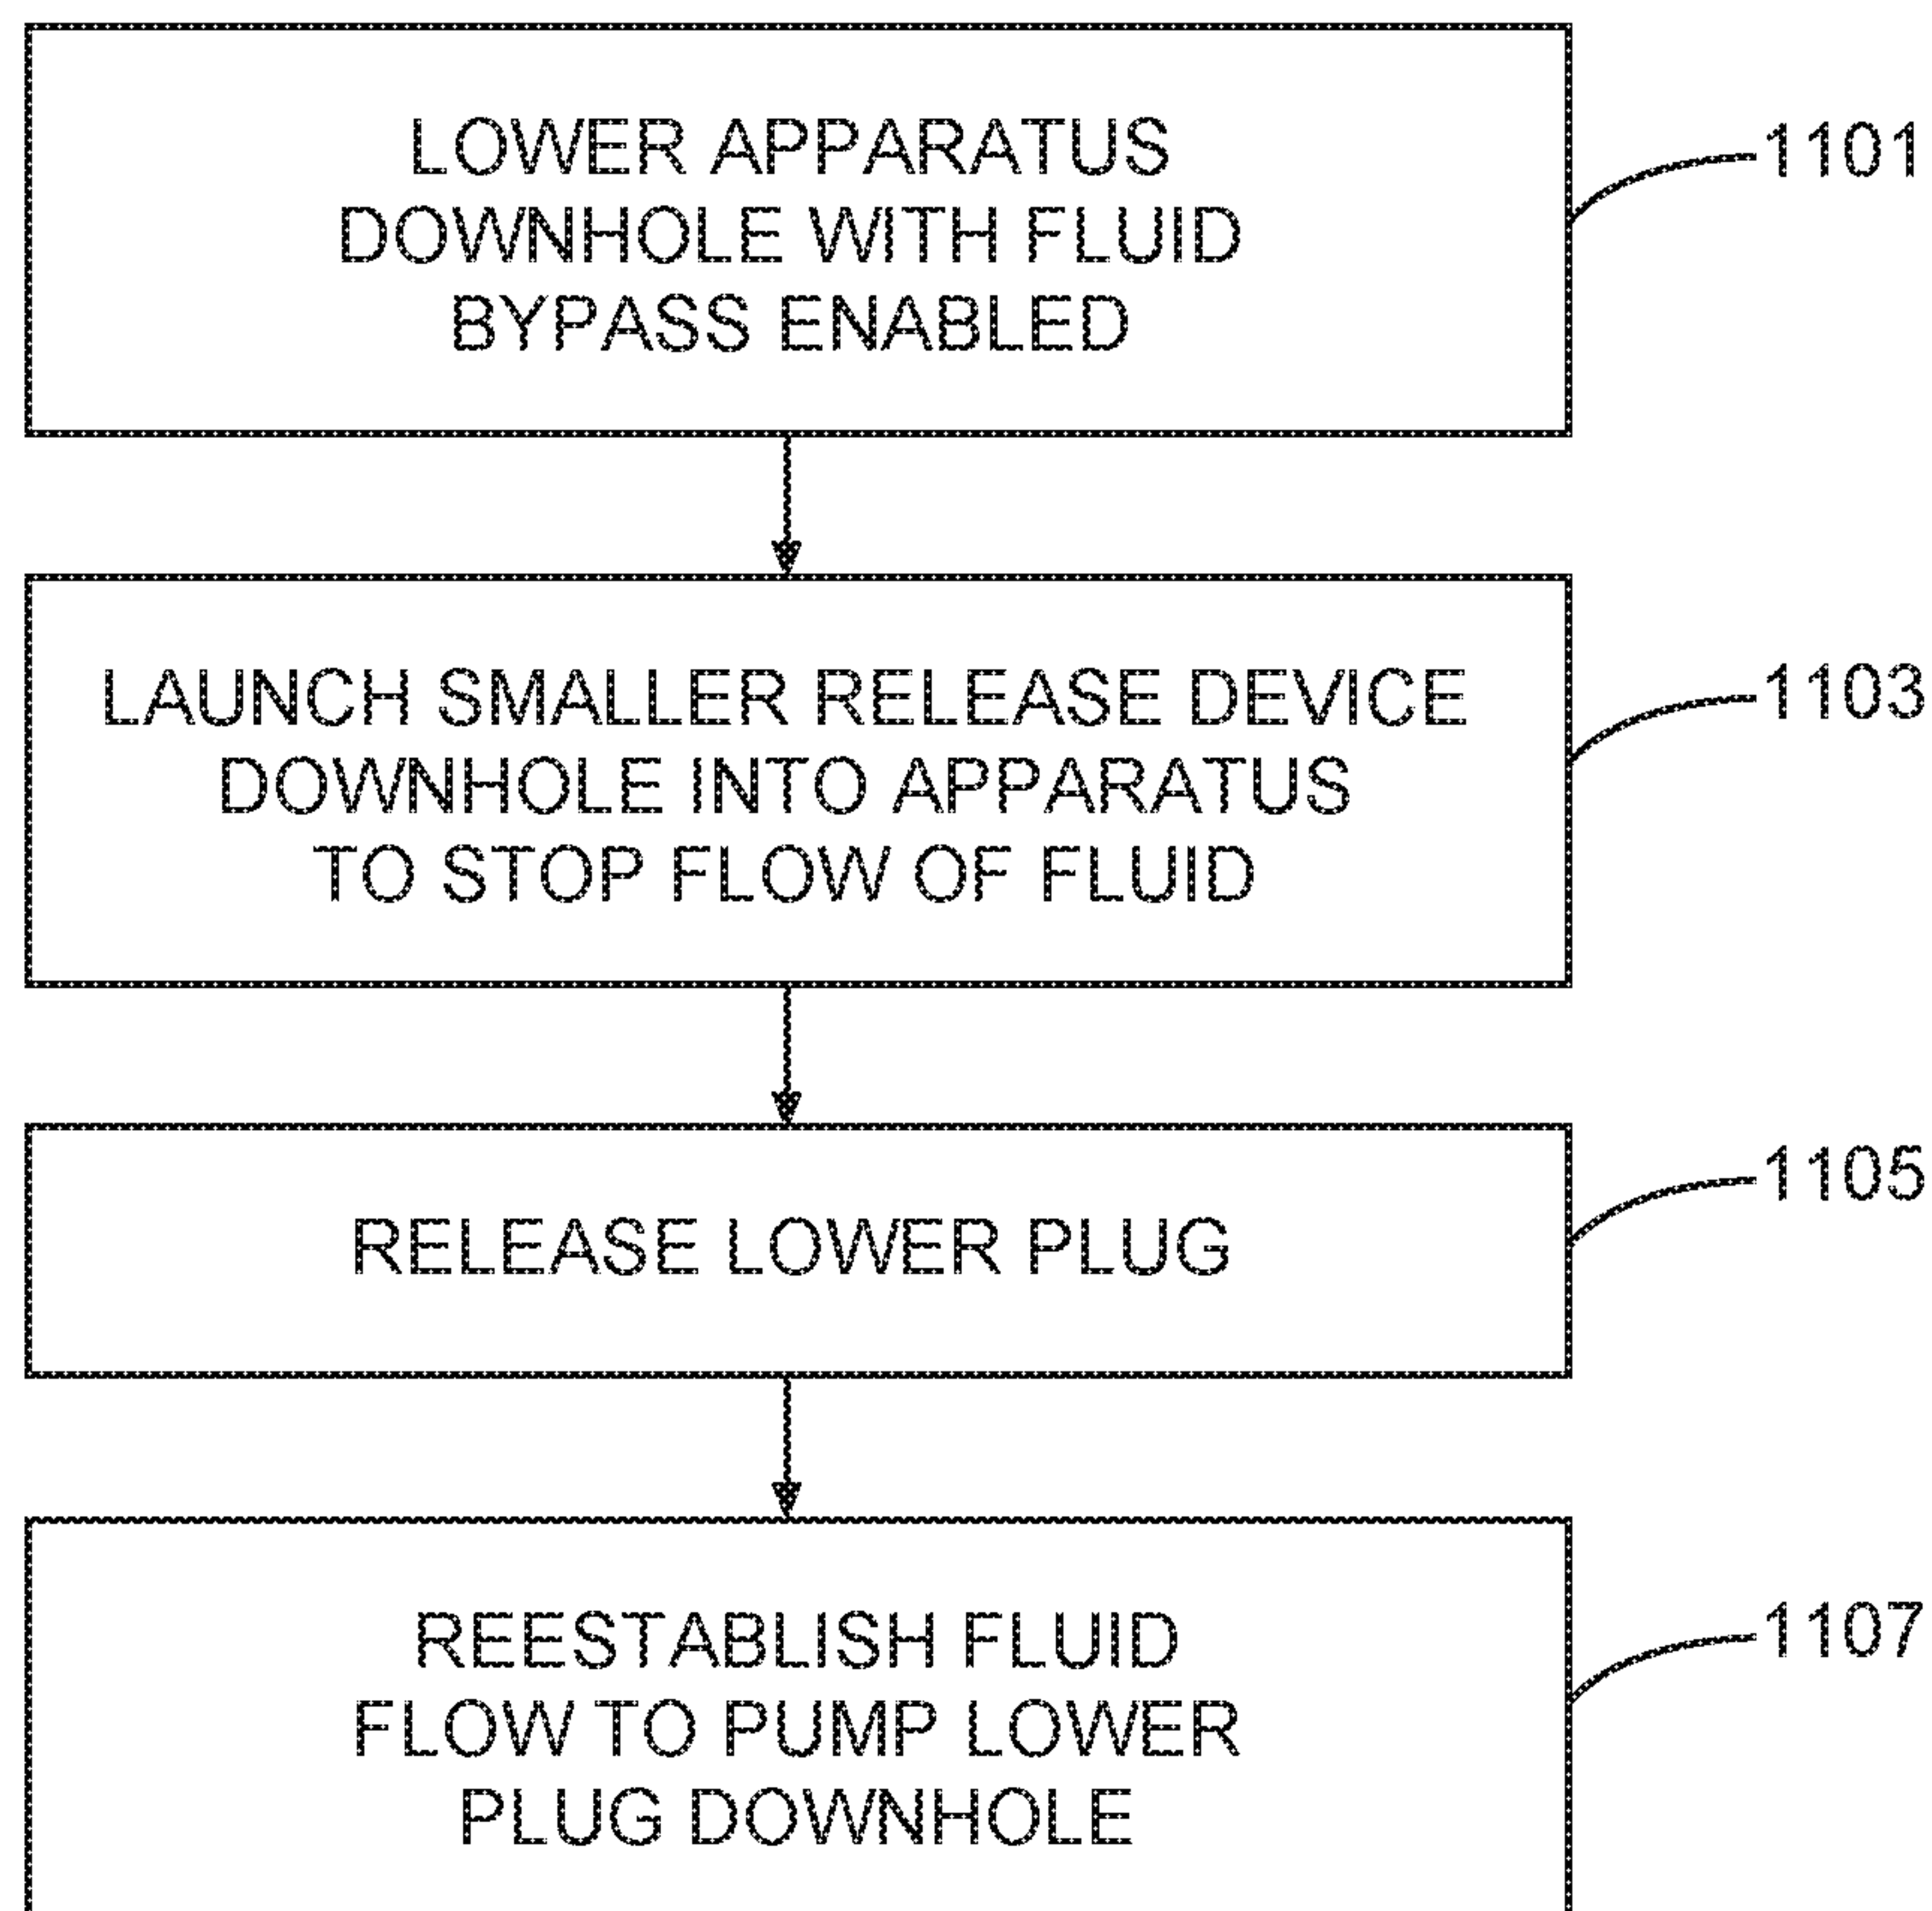 LOWER APPARATUS
DOWNHOLE WITH FLUID
BYPASS ENABLED
1101
LAUNCH SMALLER RELEASE DEVICE
DOWNHOLE INTO APPARATUS
TO STOP FLOW OF FLUID
1103
RELEASE LOWER PLUG
1105
REESTABLISH FLUID
FLOW TO PUMP LOWER
PLUG DOWNHOLE
1107